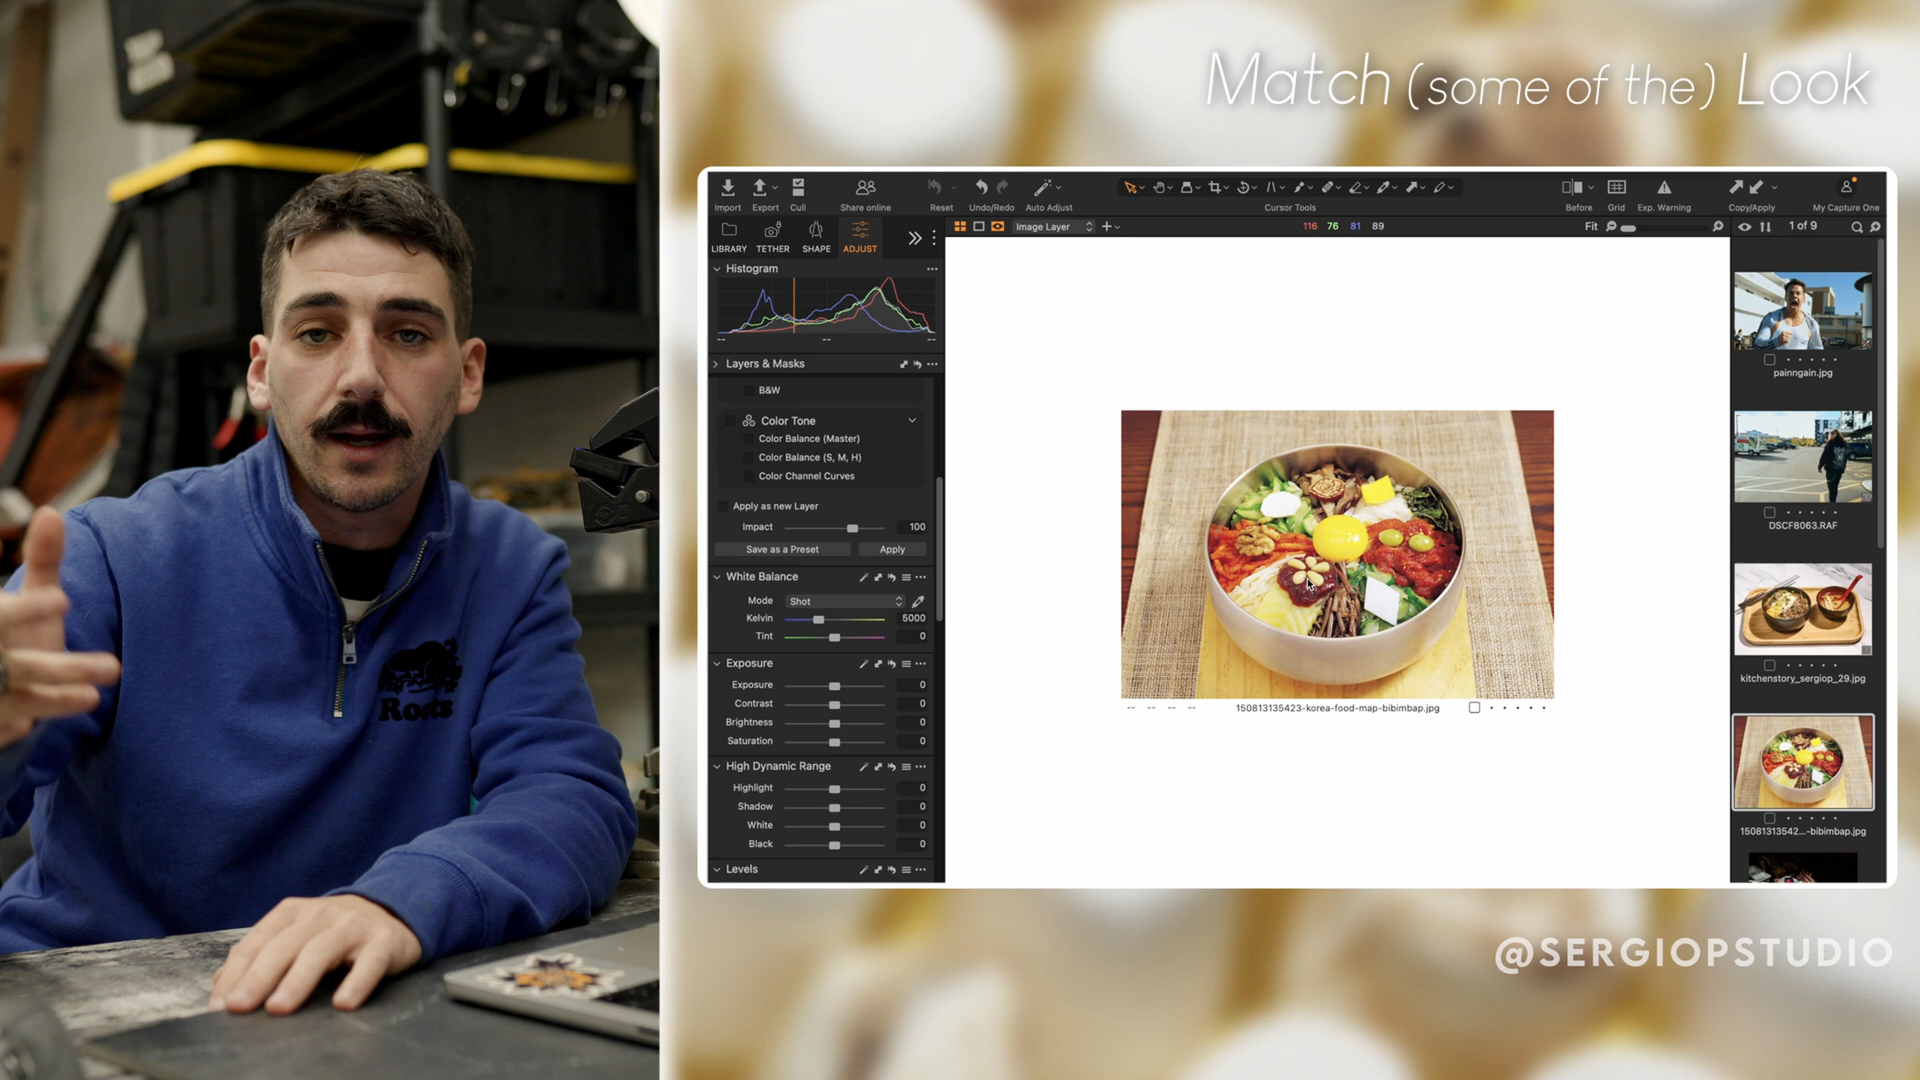 Match (some of the) Look
Import Export Cull Share online Reset Undo/Redo Auto Adjust Cursor Tools Before Grid Exp. Warning Copy/Apply My Capture One
LIBRARY TETHER SHAPE ADJUST
Image Layer 116 76 81 89 Fit 1 of 9
Histogram
Layers & Masks
B&W
Color Tone
Color Balance (Master)
Color Balance (S, M, H)
Color Channel Curves
Apply as new Layer
Impact 100
Save as a Preset Apply
White Balance
Mode Shot
Kelvin 5000
Tint 0
Exposure
Exposure 0
Contrast 0
Brightness 0
Saturation 0
High Dynamic Range
Highlight 0
Shadow 0
White 0
Black 0
Levels
150813135423-korea-food-map-bibimbap.jpg
painngain.jpg
DSCF8063.RAF
kitchenstory_sergiop_29.jpg
15081313542...-bibimbap.jpg
Roots
@SERGIOPSTUDIO